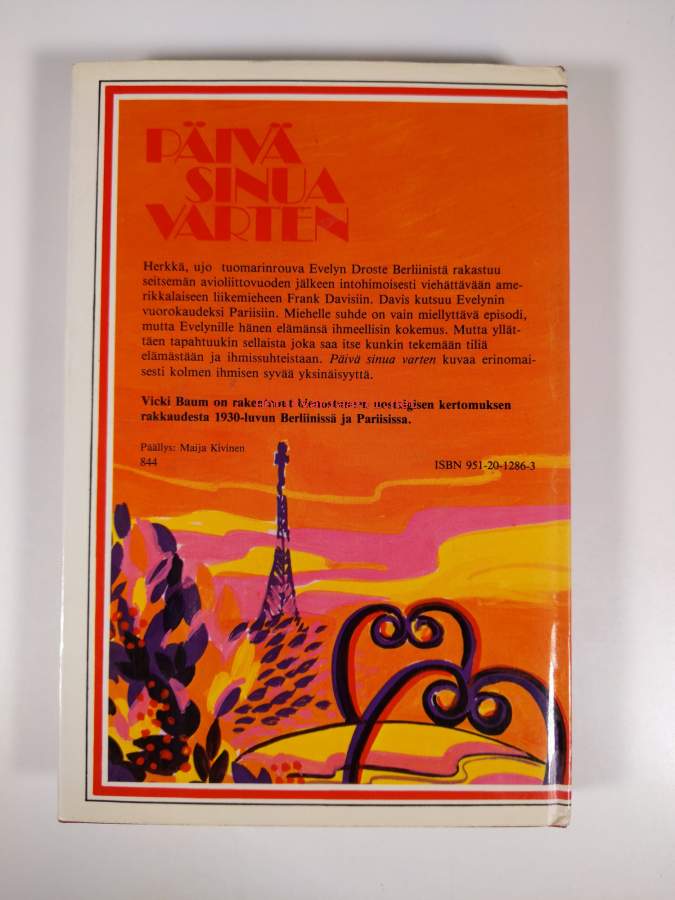 PÄIVÄ
SINUA
VARTEN
Herkkä, ujo tuomarinrouva Evelyn Droste Berliinistä rakastuu
seitsemän avioliittovuoden jälkeen intohimoisesti viehättävään ame-
rikkalaiseen liikemieheen Frank Davisiin. Davis kutsuu Evelynin
vuorokaudeksi Pariisiin. Miehelle suhde on vain miellyttävä episodi,
mutta Evelynille hänen elämänsä ihmeellisin kokemus. Mutta yllät-
täen tapahtuukin sellaista joka saa itse kunkin tekemään tiliä
elämästään ja ihmissuhteistaan. Päivä sinua varten kuvaa erinomai-
sesti kolmen ihmisen syvää yksinäisyyttä.
Vicki Baum on rakentanut hienostuneen nostalgisen kertomuksen
rakkaudesta 1930-luvun Berliinissä ja Pariisissa.
Päällys: Maija Kivinen
844
ISBN 951-20-1286-3